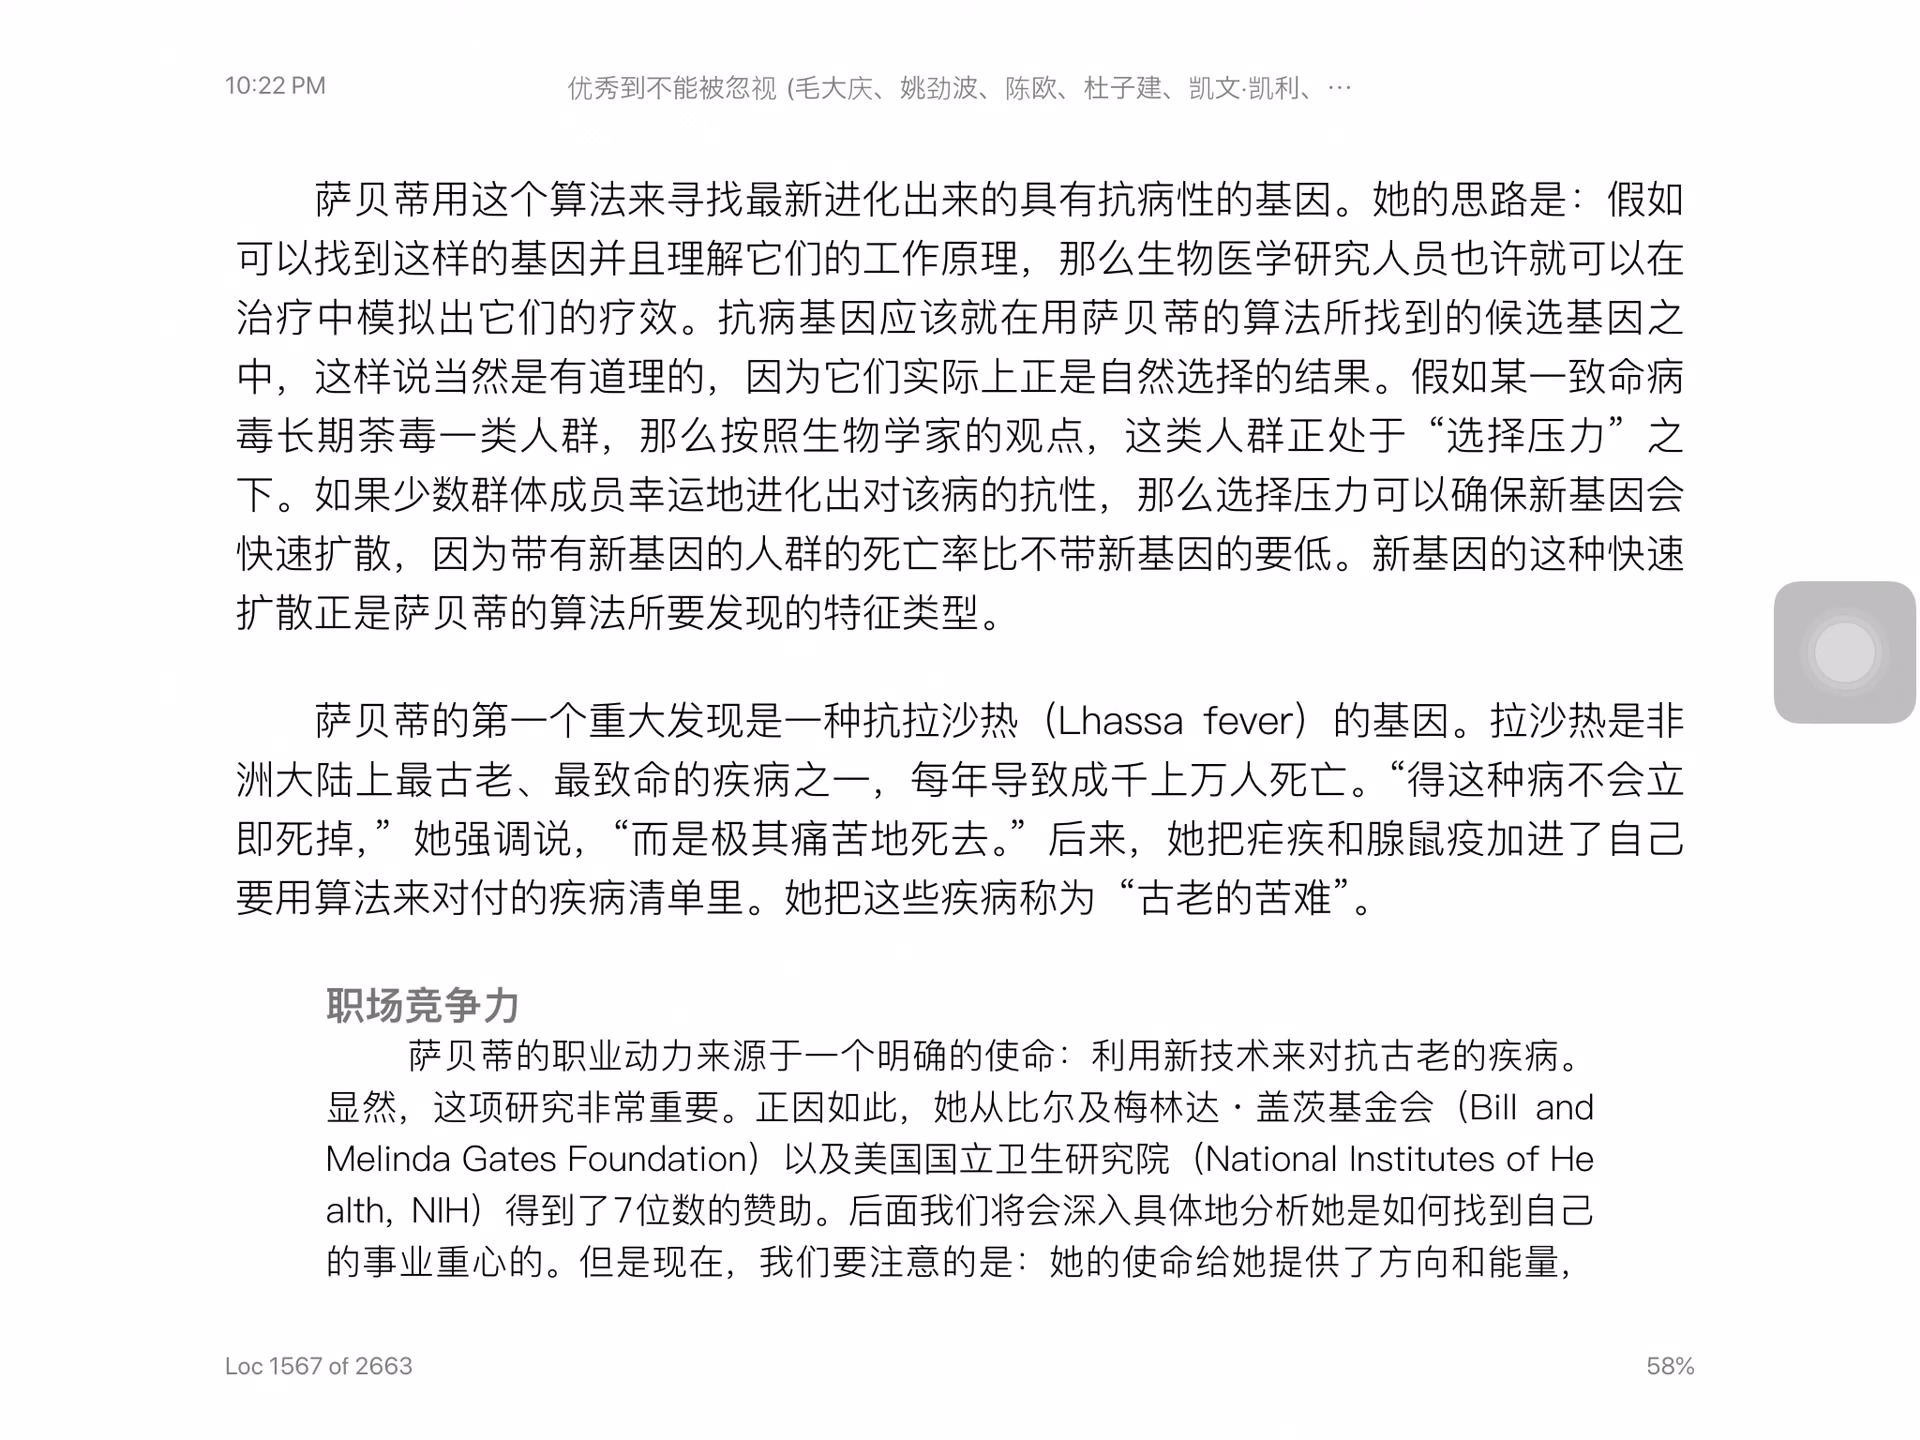 10:22 PM
优秀到不能被忽视 (毛大庆、姚劲波、陈欧、杜子建、凯文·凯利、…
萨贝蒂用这个算法来寻找最新进化出来的具有抗病性的基因。她的思路是：假如
可以找到这样的基因并且理解它们的工作原理，那么生物医学研究人员也许就可以在
治疗中模拟出它们的疗效。抗病基因应该就在用萨贝蒂的算法所找到的候选基因之
中，这样说当然是有道理的，因为它们实际上正是自然选择的结果。假如某一致命病
毒长期荼毒一类人群，那么按照生物学家的观点，这类人群正处于“选择压力”之
下。如果少数群体成员幸运地进化出对该病的抗性，那么选择压力可以确保新基因会
快速扩散，因为带有新基因的人群的死亡率比不带新基因的要低。新基因的这种快速
扩散正是萨贝蒂的算法所要发现的特征类型。
萨贝蒂的第一个重大发现是一种抗拉沙热（Lhassa fever）的基因。拉沙热是非
洲大陆上最古老、最致命的疾病之一，每年导致成千上万人死亡。“得这种病不会立
即死掉，”她强调说，“而是极其痛苦地死去。”后来，她把疟疾和腺鼠疫加进了自己
要用算法来对付的疾病清单里。她把这些疾病称为“古老的苦难”。
职场竞争力
萨贝蒂的职业动力来源于一个明确的使命：利用新技术来对抗古老的疾病。
显然，这项研究非常重要。正因如此，她从比尔及梅林达·盖茨基金会（Bill and
Melinda Gates Foundation）以及美国国立卫生研究院（National Institutes of He
alth, NIH）得到了7位数的赞助。后面我们将会深入具体地分析她是如何找到自己
的事业重心的。但是现在，我们要注意的是：她的使命给她提供了方向和能量，
Loc 1567 of 2663
58%